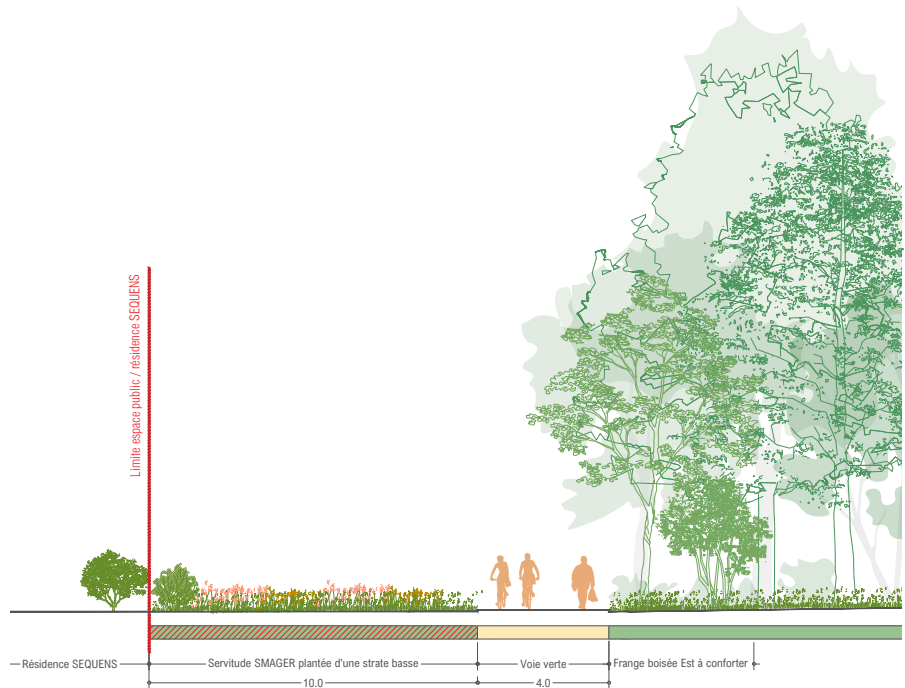 Limite espace public / résidence SEQUENS
Résidence SEQUENS
Servitude SMAGER plantée d'une strate basse
Voie verte
Frange boisée Est à conforter
10.0
4.0